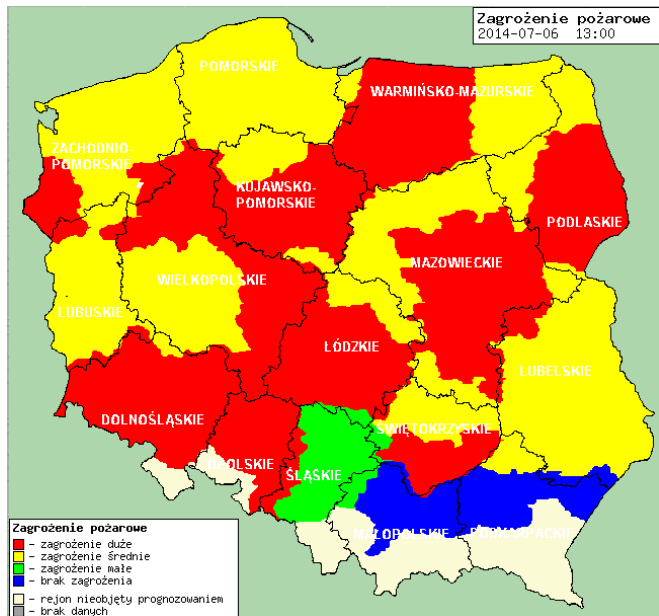 Zagrożenie pożarowe
2014-07-06 13:00
POMORSKIE
WARMIŃSKO-MAZURSKIE
ZACHODNIO-
POMORSKIE
KUJAWSKO-
POMORSKIE
PODLASKIE
MAZOWIECKIE
WIELKOPOLSKIE
LUBUSKIE
ŁÓDZKIE
LUBELSKIE
DOLNOŚLĄSKIE
ŚWIĘTOKRZYSKIE
OPOLSKIE
ŚLĄSKIE
MAŁOPOLSKIE
PODKARPACKIE
Zagrożenie pożarowe
- zagrożenie duże
- zagrożenie średnie
- zagrożenie małe
- brak zagrożenia
- rejon nieobjęty prognozowaniem
- brak danych